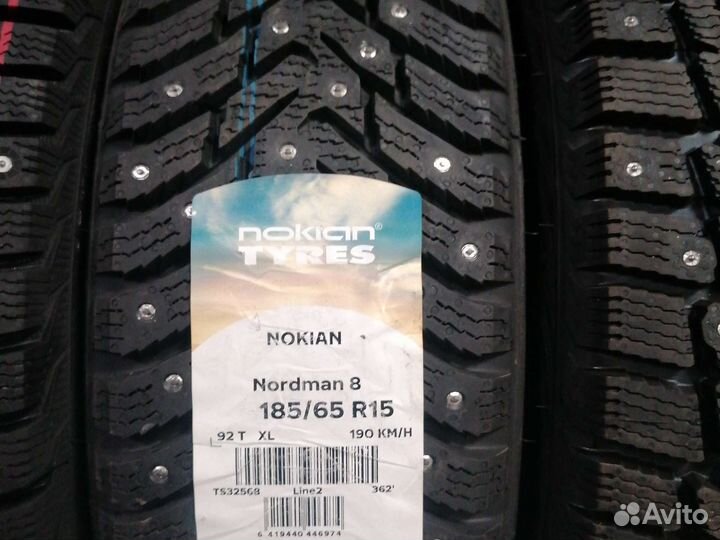 nokian®
TYRES
NOKIAN
Nordman 8
185/65 R15
92 T XL 190 KM/H
TS32568 Line2 362'
6 419440 446974
Avito